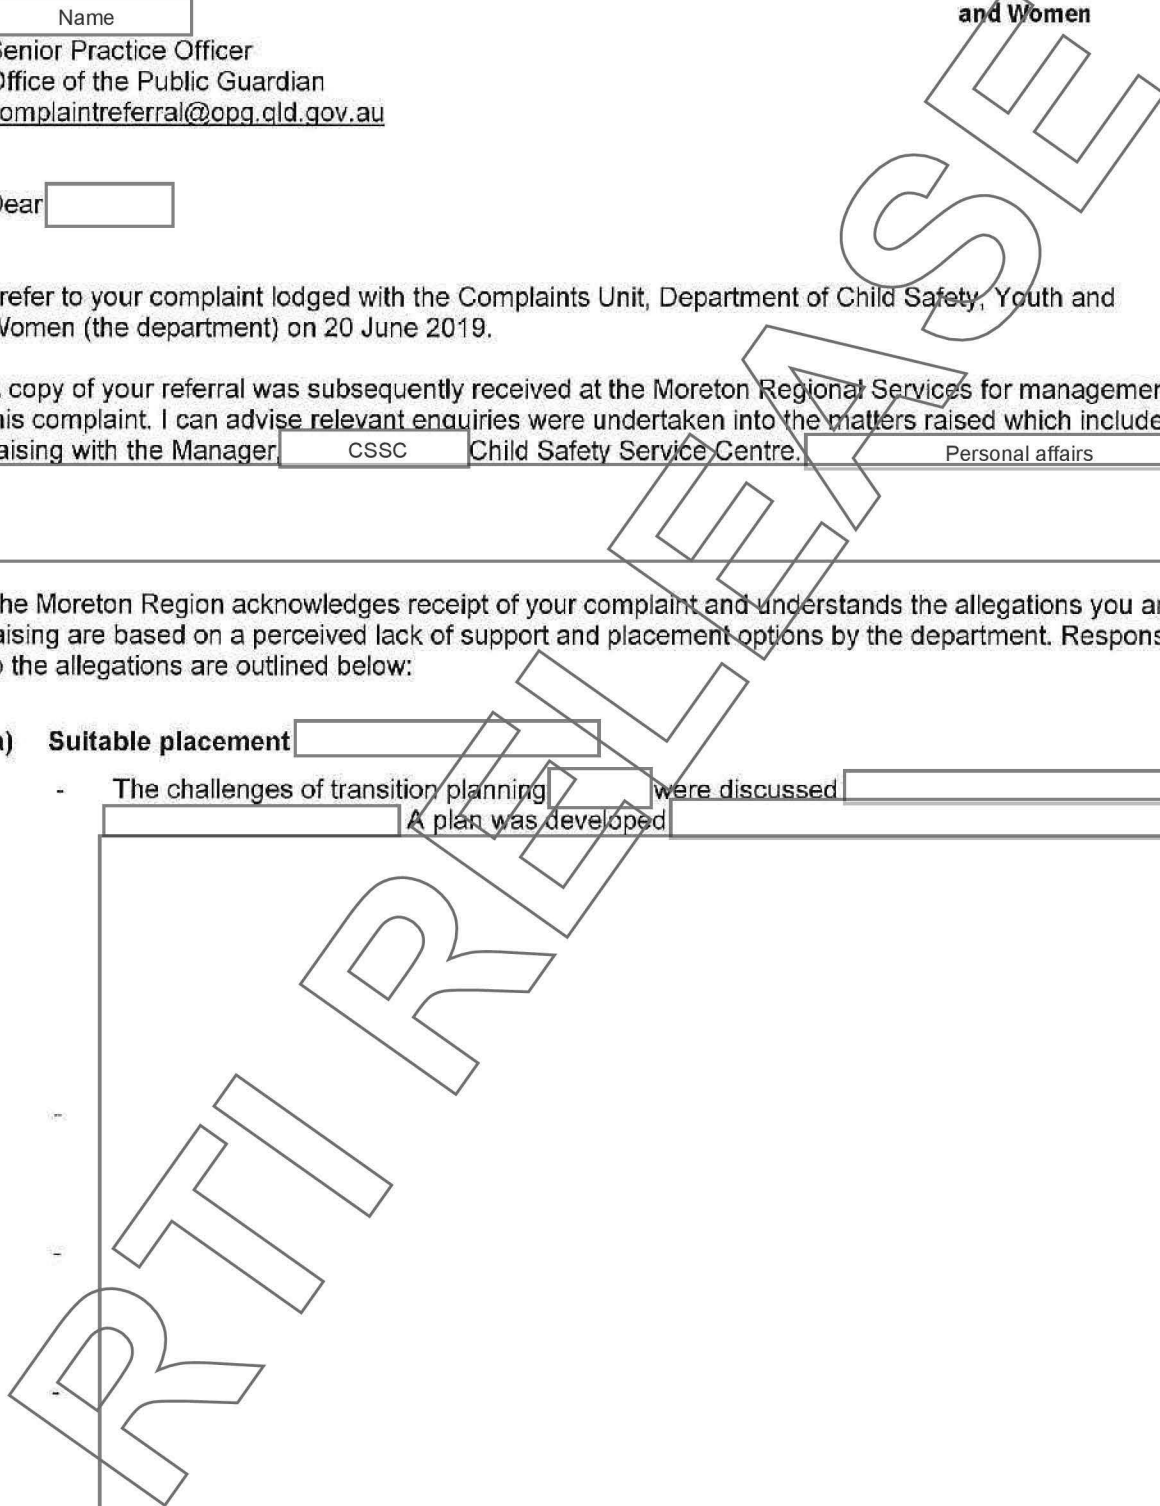 Name
and Women
Senior Practice Officer
Office of the Public Guardian
complaintreferral@opg.qld.gov.au
Dear
refer to your complaint lodged with the Complaints Unit, Department of Child Safety, Youth and
Women (the department) on 20 June 2019.
copy of your referral was subsequently received at the Moreton Regional Services for managemen
his complaint. I can advise relevant enquiries were undertaken into the matters raised which include
aising with the Manager, CSSC Child Safety Service Centre. Personal affairs
he Moreton Region acknowledges receipt of your complaint and understands the allegations you ar
aising are based on a perceived lack of support and placement options by the department. Respons
o the allegations are outlined below:
a) Suitable placement
- The challenges of transition planning were discussed
A plan was developed
-
-
-
RTI RELEASE